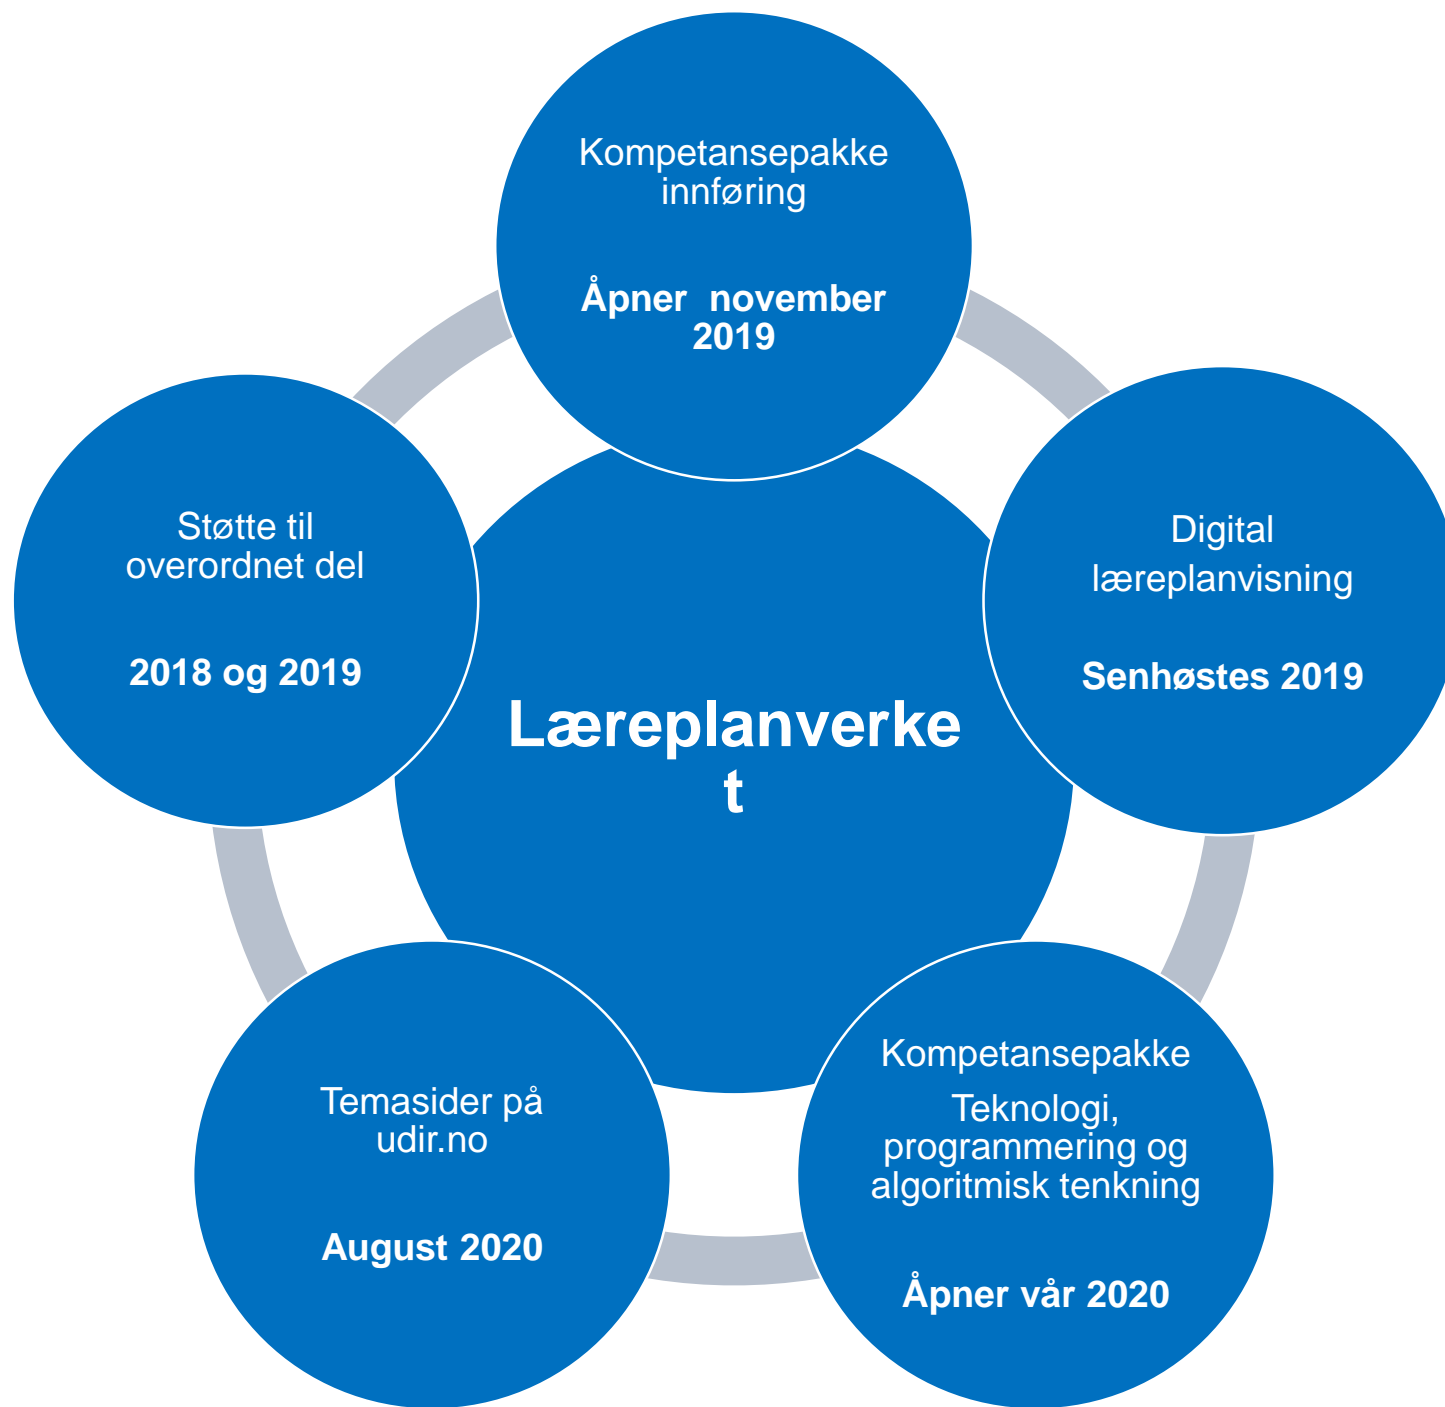 Kompetansepakke
innføring
Åpner  november
2019
Støtte til
overordnet del
2018 og 2019
Digital
læreplanvisning
Senhøstes 2019
Læreplanverke
t
Temasider på
udir.no
August 2020
Kompetansepakke
Teknologi,
programmering og
algoritmisk tenkning
Åpner vår 2020